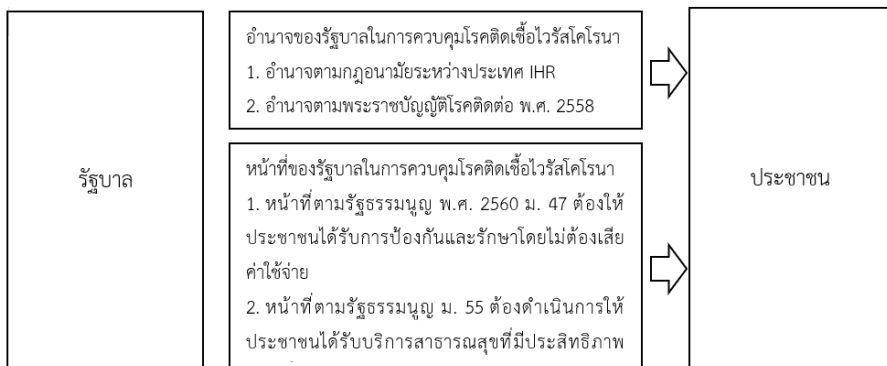 รัฐบาล
อำนาจของรัฐบาลในการควบคุมโรคติดเชื้อไวรัสโคโรนา
1. อำนาจตามกฎอนามัยระหว่างประเทศ IHR
2. อำนาจตามพระราชบัญญัติโรคติดต่อ พ.ศ. 2558
หน้าที่ของรัฐบาลในการควบคุมโรคติดเชื้อไวรัสโคโรนา
1. หน้าที่ตามรัฐธรรมนูญ พ.ศ. 2560 ม. 47 ต้องให้
ประชาชนได้รับการป้องกันและรักษาโดยไม่ต้องเสีย
ค่าใช้จ่าย
2. หน้าที่ตามรัฐธรรมนูญ ม. 55 ต้องดำเนินการให้
ประชาชนได้รับบริการสาธารณสุขที่มีประสิทธิภาพ
ประชาชน